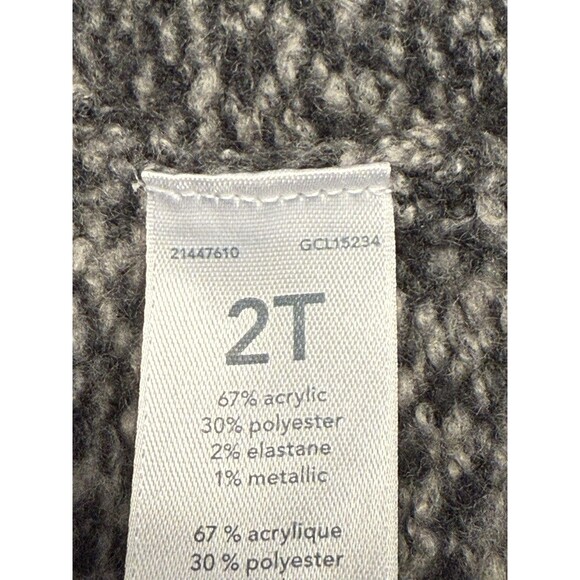 21447610 GCL15234
2T
67% acrylic
30% polyester
2% elastane
1% metallic
67 % acrylique
30 % polyester